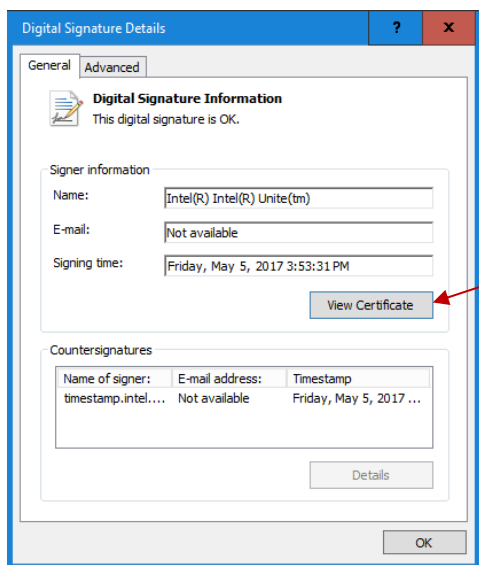 Digital Signature Details ? x
General Advanced
Digital Signature Information
This digital signature is OK.
Signer information
Name: Intel(R) Intel(R) Unite(tm)
E-mail: Not available
Signing time: Friday, May 5, 2017 3:53:31 PM
View Certificate
Countersignatures
Name of signer: E-mail address: Timestamp
timestamp.intel.... Not available Friday, May 5, 2017 ...
Details
OK